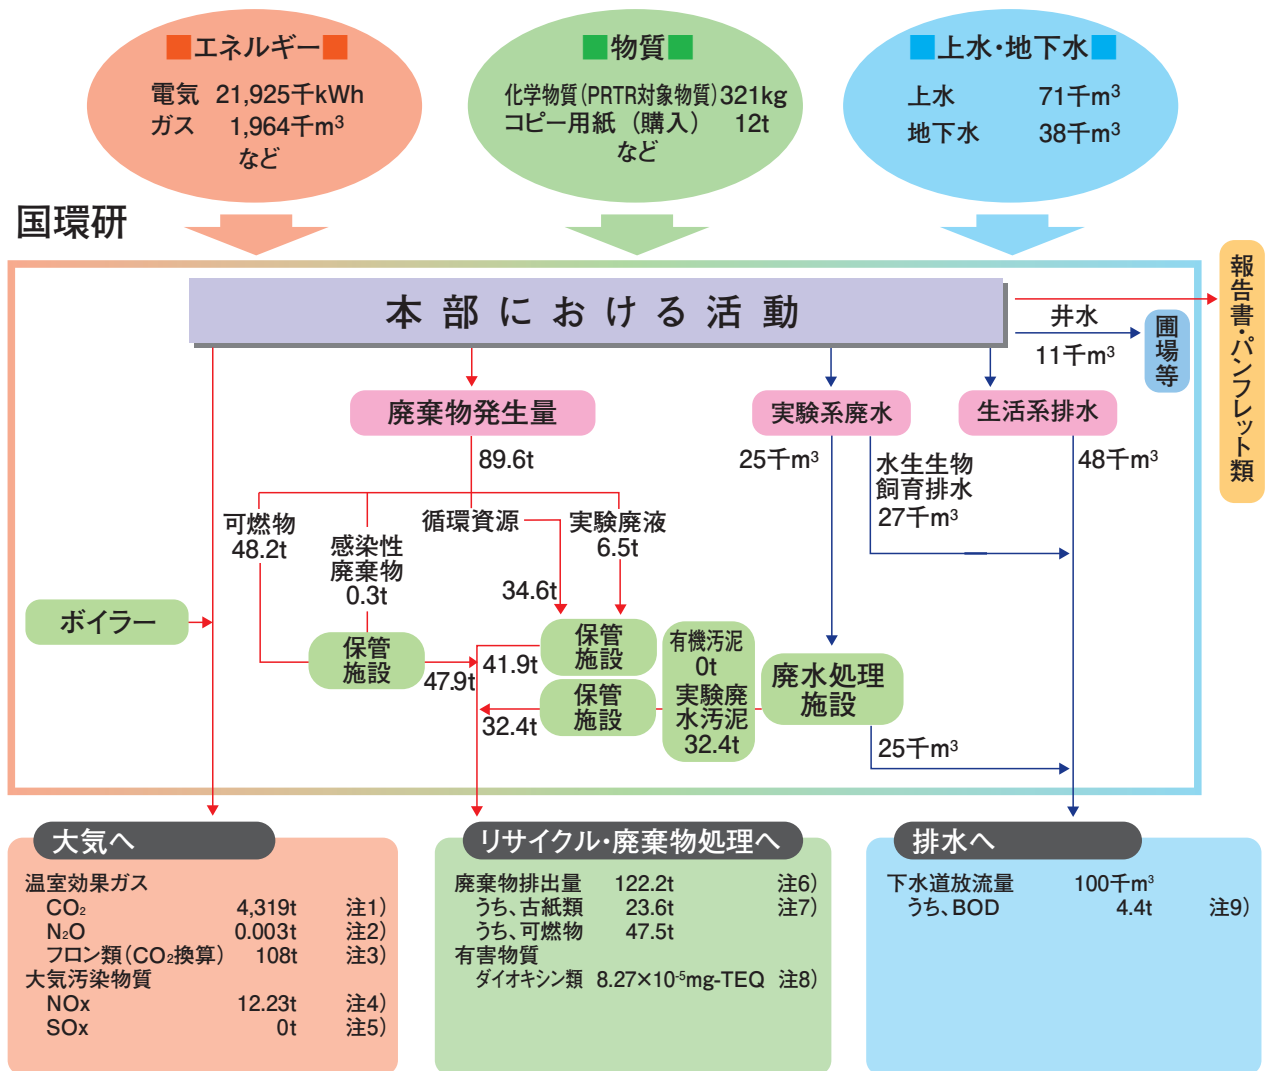 ■エネルギー■
電気 21,925千kWh
ガス 1,964千m³
など
■物質■
化学物質(PRTR対象物質)321kg
コピー用紙(購入) 12t
など
■上水・地下水■
上水 71千m³
地下水 38千m³
国環研
本部における活動
報告書・パンフレット類
井水
11千m³
圃場等
廃棄物発生量
89.6t
実験系廃水
25千m³
水生生物
飼育排水
27千m³
生活系排水
48千m³
可燃物
48.2t
感染性
廃棄物
0.3t
循環資源
34.6t
実験廃液
6.5t
ボイラー
保管
施設
47.9t
保管
施設
41.9t
保管
施設
32.4t
有機汚泥
0t
実験廃
水汚泥
32.4t
廃水処理
施設
25千m³
大気へ
温室効果ガス
CO₂ 4,319t 注1)
N₂O 0.003t 注2)
フロン類(CO₂換算) 108t 注3)
大気汚染物質
NOx 12.23t 注4)
SOx 0t 注5)
リサイクル・廃棄物処理へ
廃棄物排出量 122.2t 注6)
うち、古紙類 23.6t 注7)
うち、可燃物 47.5t
有害物質
ダイオキシン類 8.27×10⁻⁵mg-TEQ 注8)
排水へ
下水道放流量 100千m³
うち、BOD 4.4t 注9)